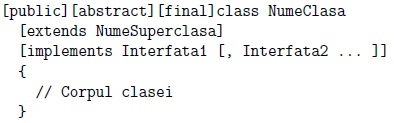 [public][abstract][final]class NumeClasa
[extends NumeSuperclasa]
[implements Interfata1 [, Interfata2 ... ]]
{
// Corpul clasei
}